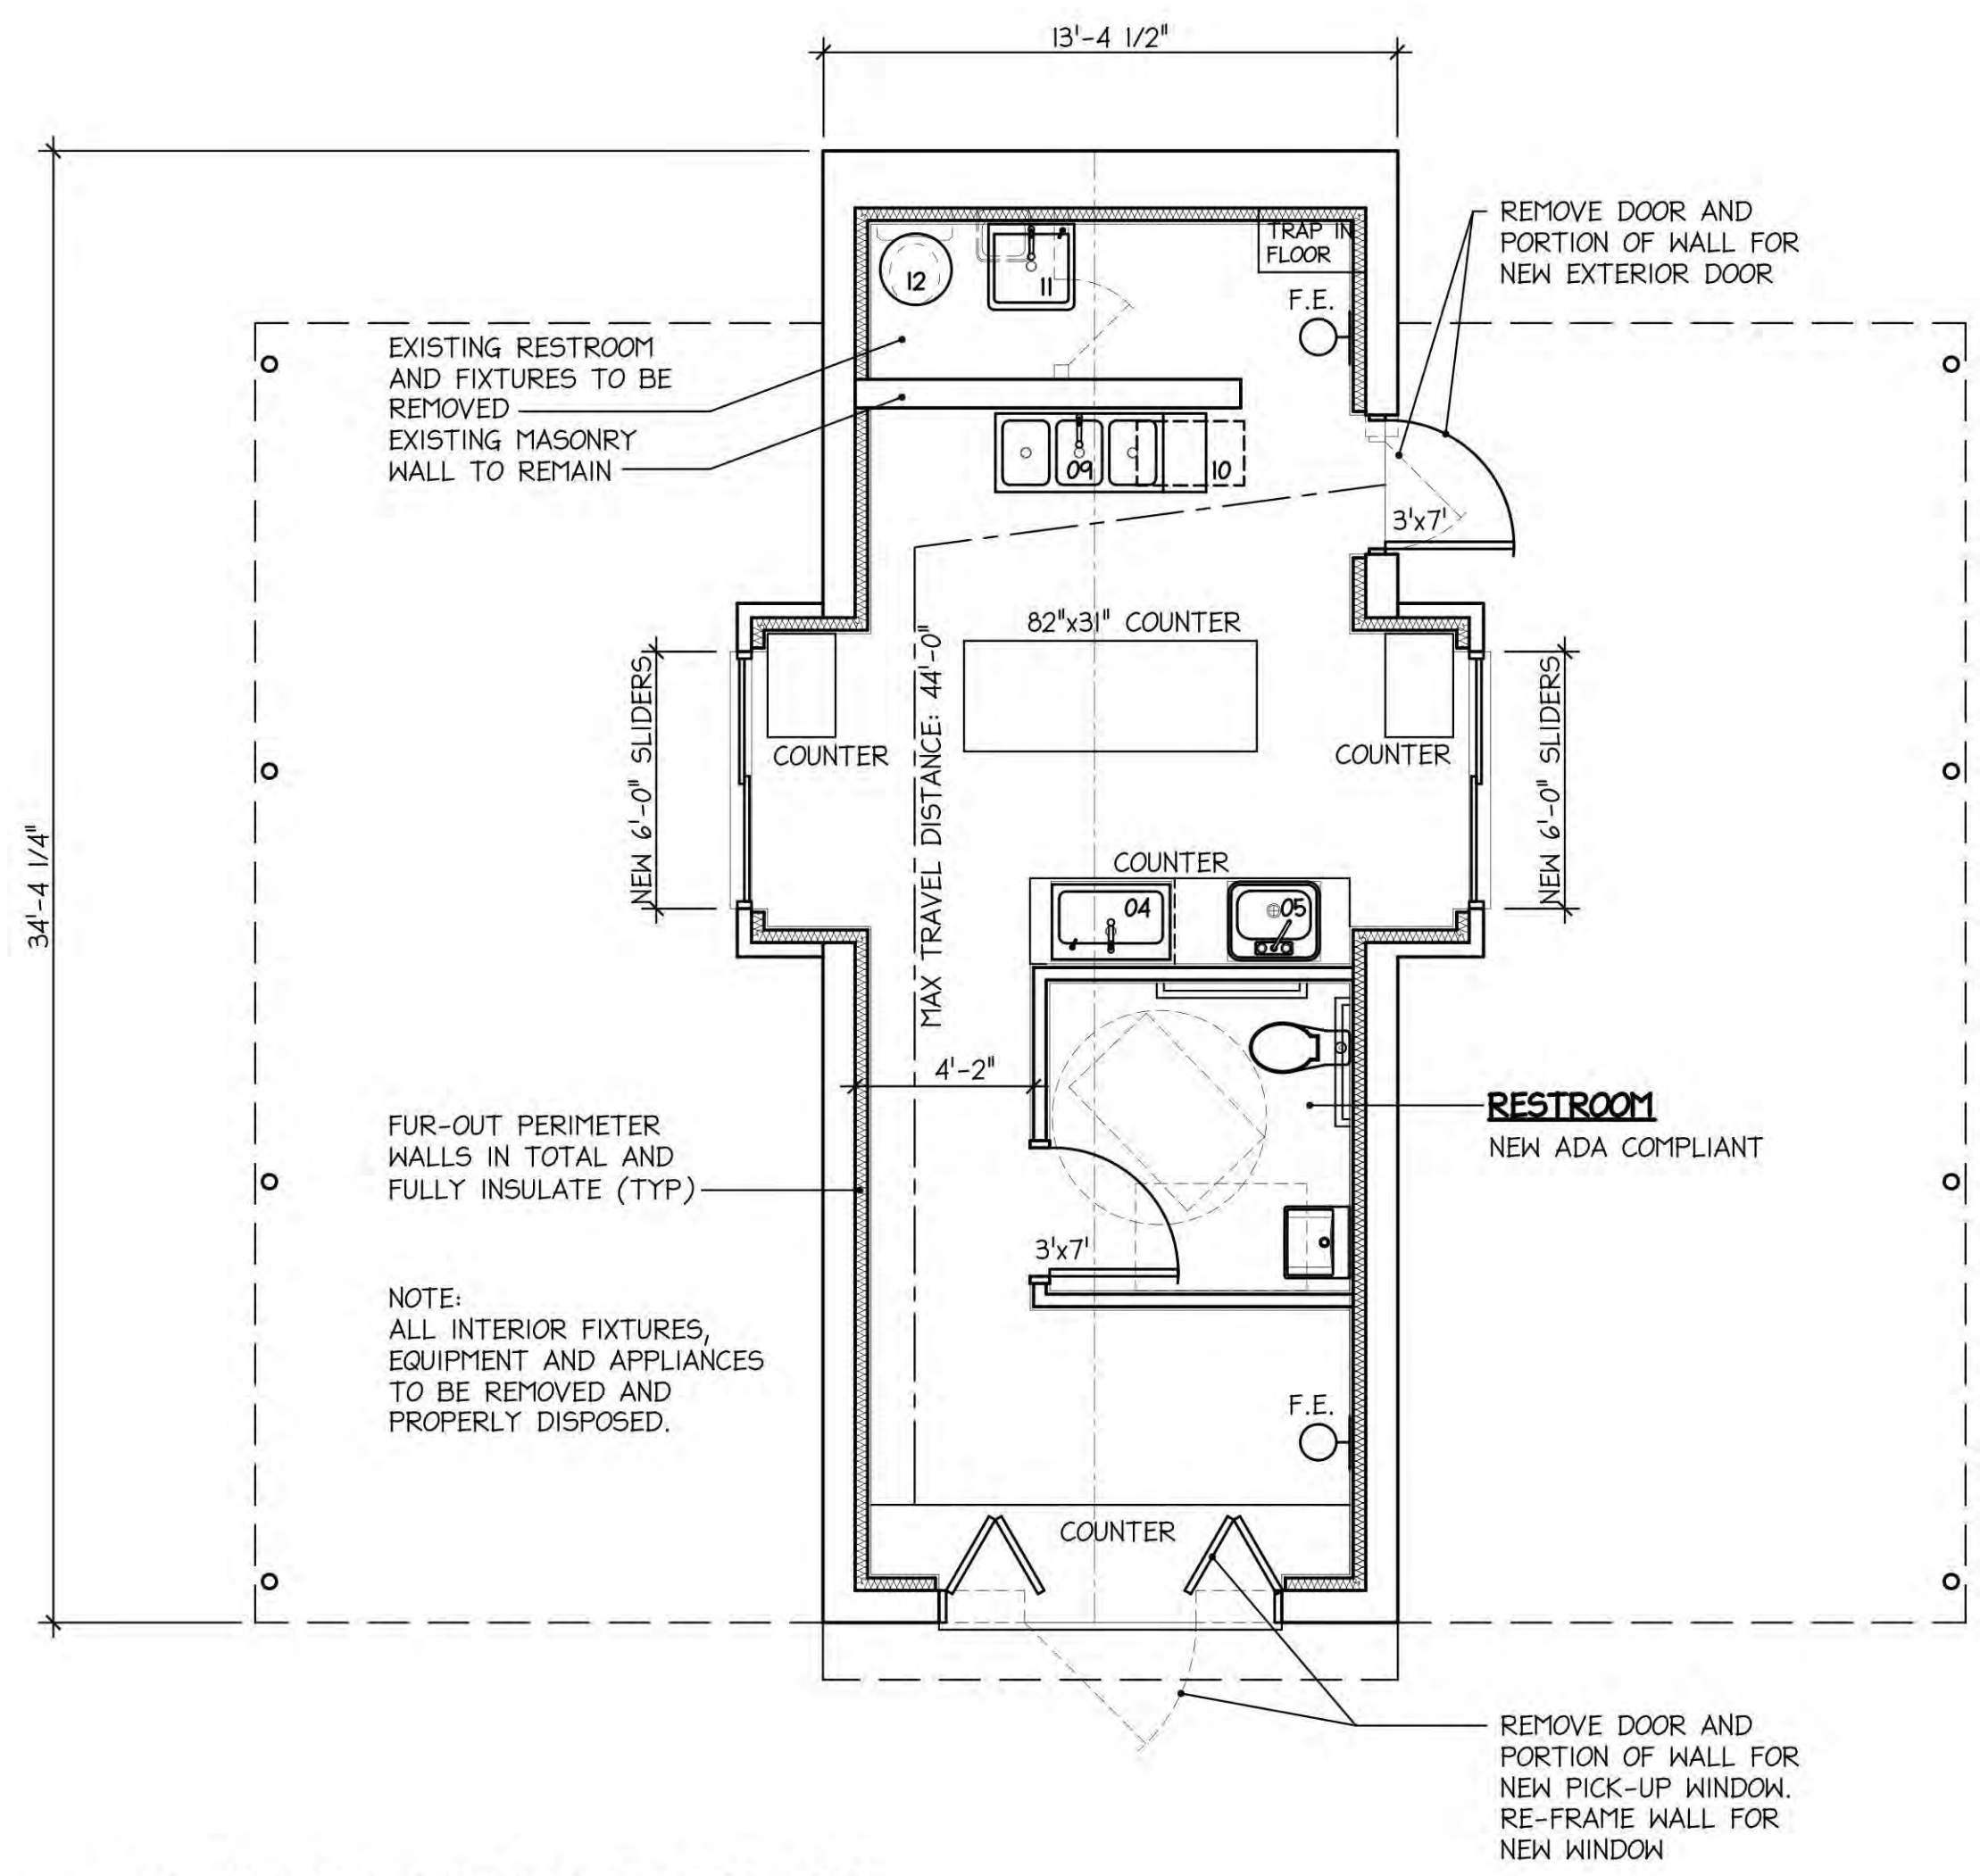 13'-4 1/2"
REMOVE DOOR AND
PORTION OF WALL FOR
NEW EXTERIOR DOOR
TRAP IN
FLOOR
12
11
F.E.
EXISTING RESTROOM
AND FIXTURES TO BE
REMOVED
EXISTING MASONRY
WALL TO REMAIN
09
10
3'x7'
82"x31" COUNTER
NEW 6'-0" SLIDERS
COUNTER
MAX TRAVEL DISTANCE: 44'-0"
COUNTER
NEW 6'-0" SLIDERS
34'-4 1/4"
COUNTER
04
05
4'-2"
RESTROOM
NEW ADA COMPLIANT
FUR-OUT PERIMETER
WALLS IN TOTAL AND
FULLY INSULATE (TYP)
3'x7'
NOTE:
ALL INTERIOR FIXTURES,
EQUIPMENT AND APPLIANCES
TO BE REMOVED AND
PROPERLY DISPOSED.
F.E.
COUNTER
REMOVE DOOR AND
PORTION OF WALL FOR
NEW PICK-UP WINDOW.
RE-FRAME WALL FOR
NEW WINDOW